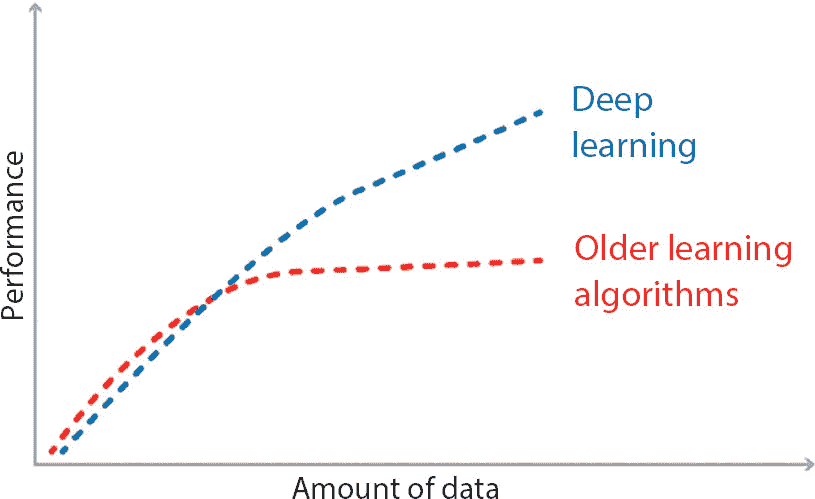 Deep
learning
Older learning
algorithms
Performance
Amount of data